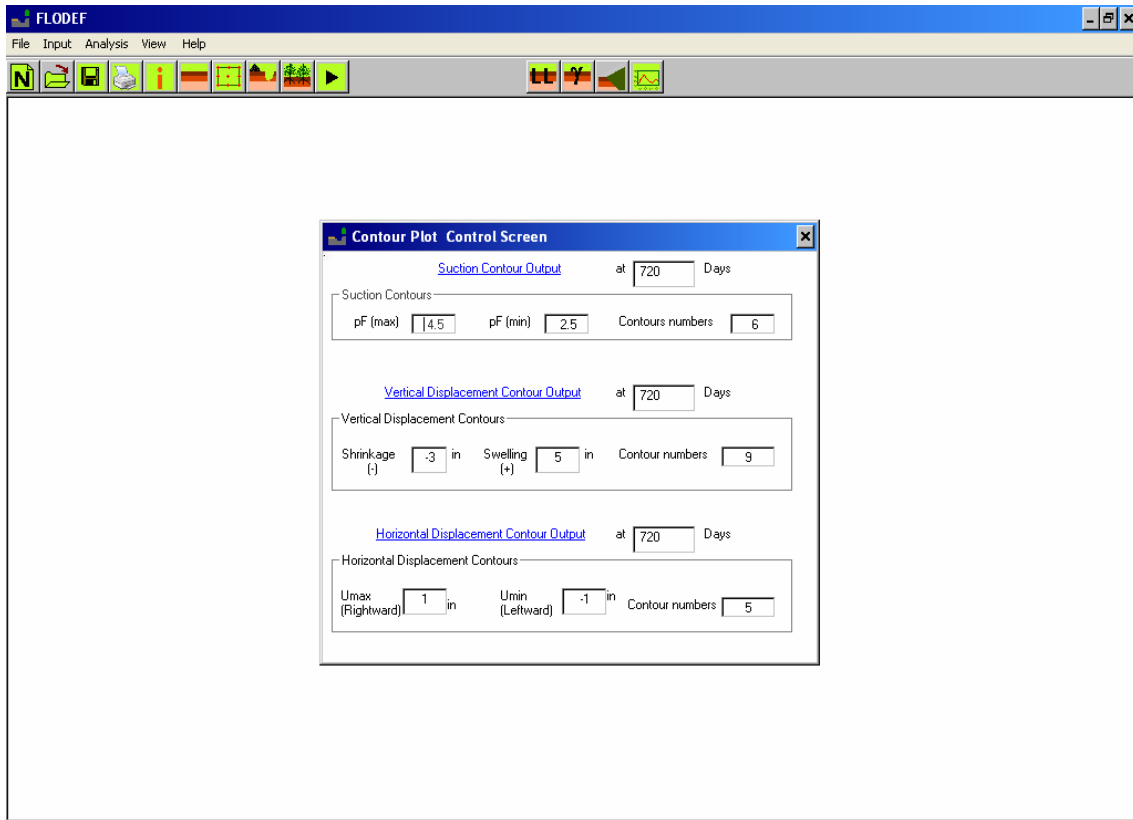 FLODEF
File Input Analysis View Help
N i LL γ
Contour Plot Control Screen
Suction Contour Output at 720 Days
Suction Contours
pF (max) 4.5 pF (min) 2.5 Contours numbers 6
Vertical Displacement Contour Output at 720 Days
Vertical Displacement Contours
Shrinkage (-) -3 in Swelling (+) 5 in Contour numbers 9
Horizontal Displacement Contour Output at 720 Days
Horizontal Displacement Contours
Umax (Rightward) 1 in Umin (Leftward) -1 in Contour numbers 5